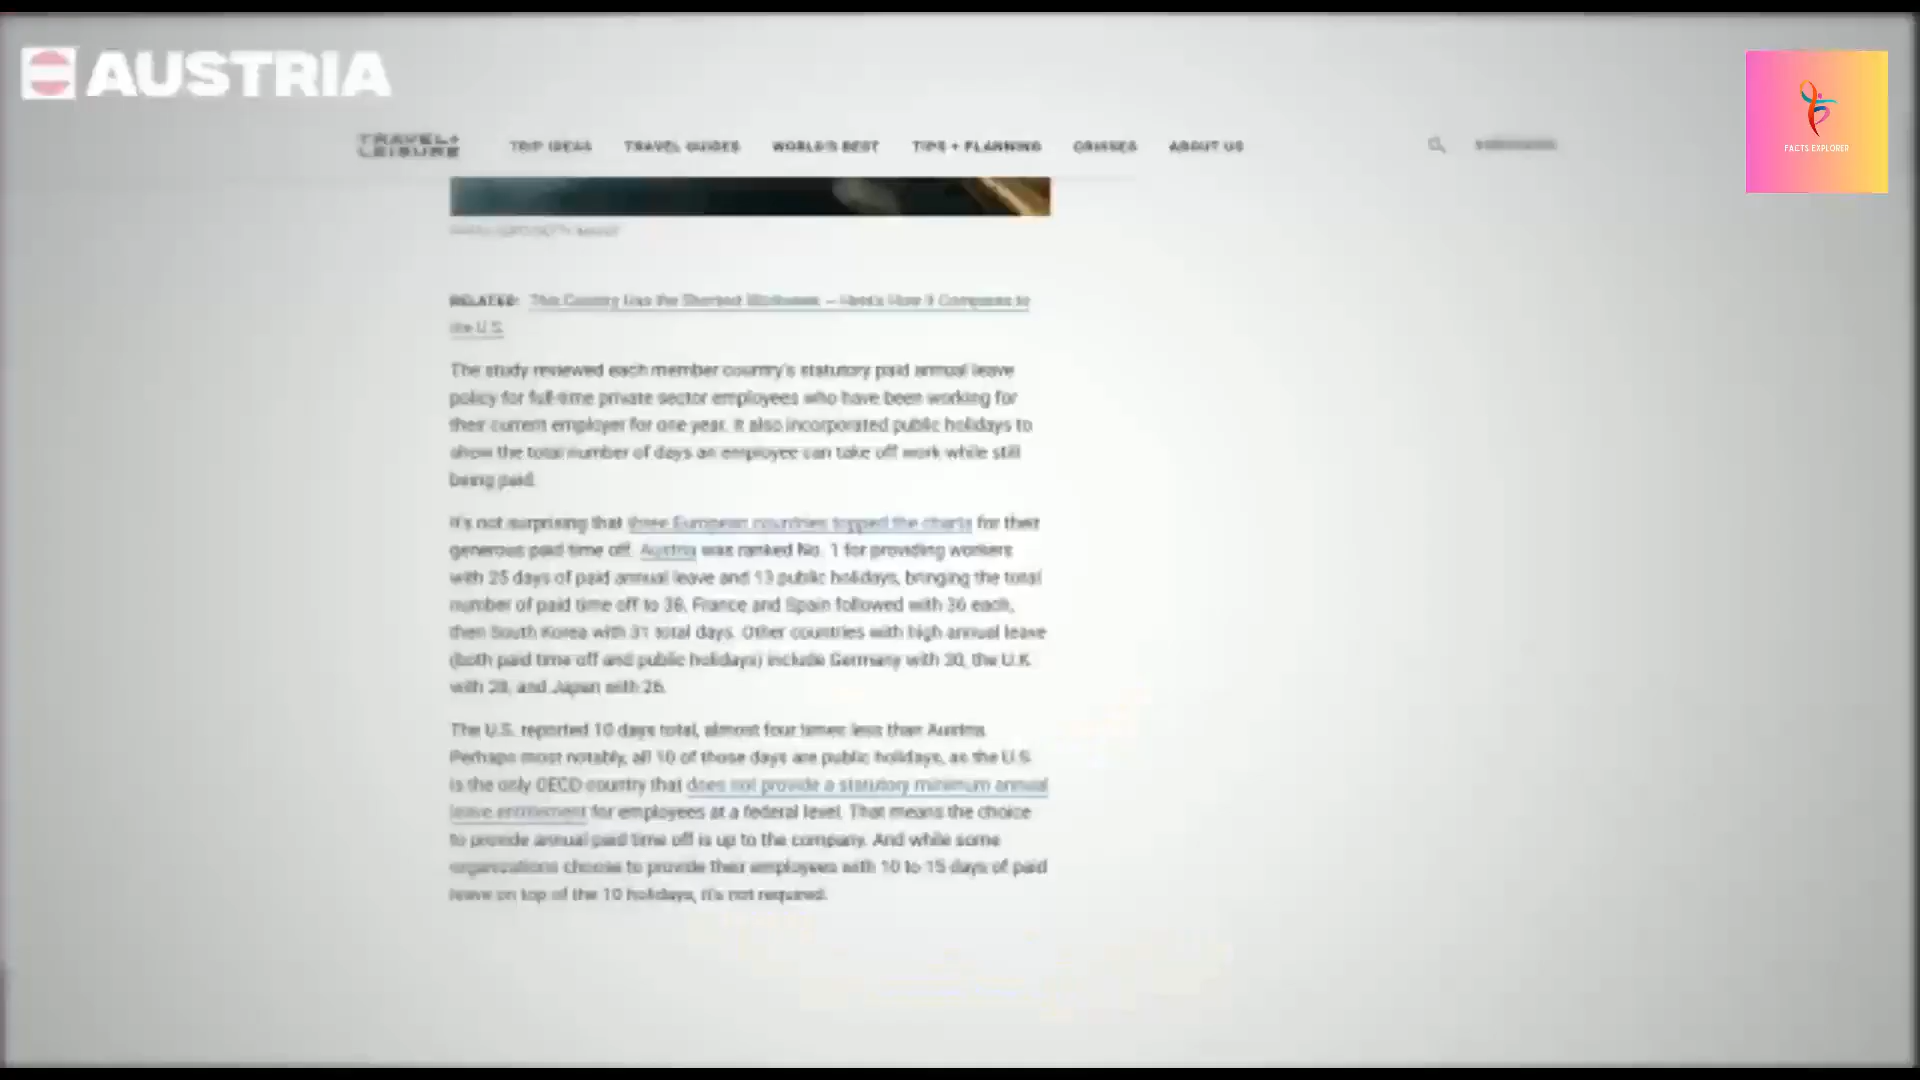 AUSTRIA
FACTS EXPLORER
TRAVEL+
LEISURE
TRIP IDEAS TRAVEL GUIDES WORLD'S BEST TIPS + PLANNING CRUISES ABOUT US
RELATED: This Country Has the Shortest Workweek — Here's How It Compares to
the U.S.
The study reviewed each member country's statutory paid annual leave
policy for full-time private sector employees who have been working for
their current employer for one year. It also incorporated public holidays to
show the total number of days an employee can take off work while still
being paid.
It's not surprising that three European countries topped the charts for their
generous paid time off. Austria was ranked No. 1 for providing workers
with 25 days of paid annual leave and 13 public holidays, bringing the total
number of paid time off to 38. France and Spain followed with 36 each,
then South Korea with 31 total days. Other countries with high annual leave
(both paid time off and public holidays) include Germany with 30, the U.K.
with 28, and Japan with 26.
The U.S. reported 10 days total, almost four times less than Austria.
Perhaps most notably, all 10 of those days are public holidays, as the U.S.
is the only OECD country that does not provide a statutory minimum annual
leave entitlement for employees at a federal level. That means the choice
to provide annual paid time off is up to the company. And while some
organizations choose to provide their employees with 10 to 15 days of paid
leave on top of the 10 holidays, it's not required.